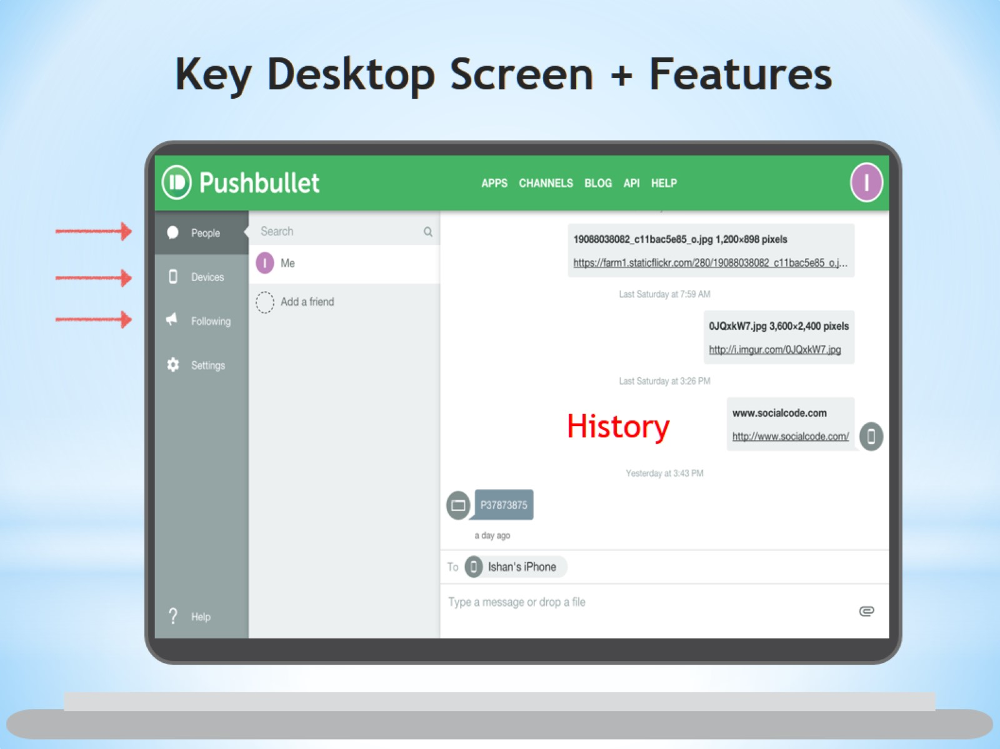 Key Desktop Screen + Features
Pushbullet
APPS CHANNELS BLOG API HELP
I
People
Devices
Following
Settings
Help
Search
I Me
Add a friend
19088038082_c11bac5e85_o.jpg 1,200×898 pixels
https://farm1.staticflickr.com/280/19088038082_c11bac5e85_o.j...
Last Saturday at 7:59 AM
0JQxkW7.jpg 3,600×2,400 pixels
http://i.imgur.com/0JQxkW7.jpg
Last Saturday at 3:26 PM
History
www.socialcode.com
http://www.socialcode.com/
Yesterday at 3:43 PM
P37873875
a day ago
To Ishan's iPhone
Type a message or drop a file